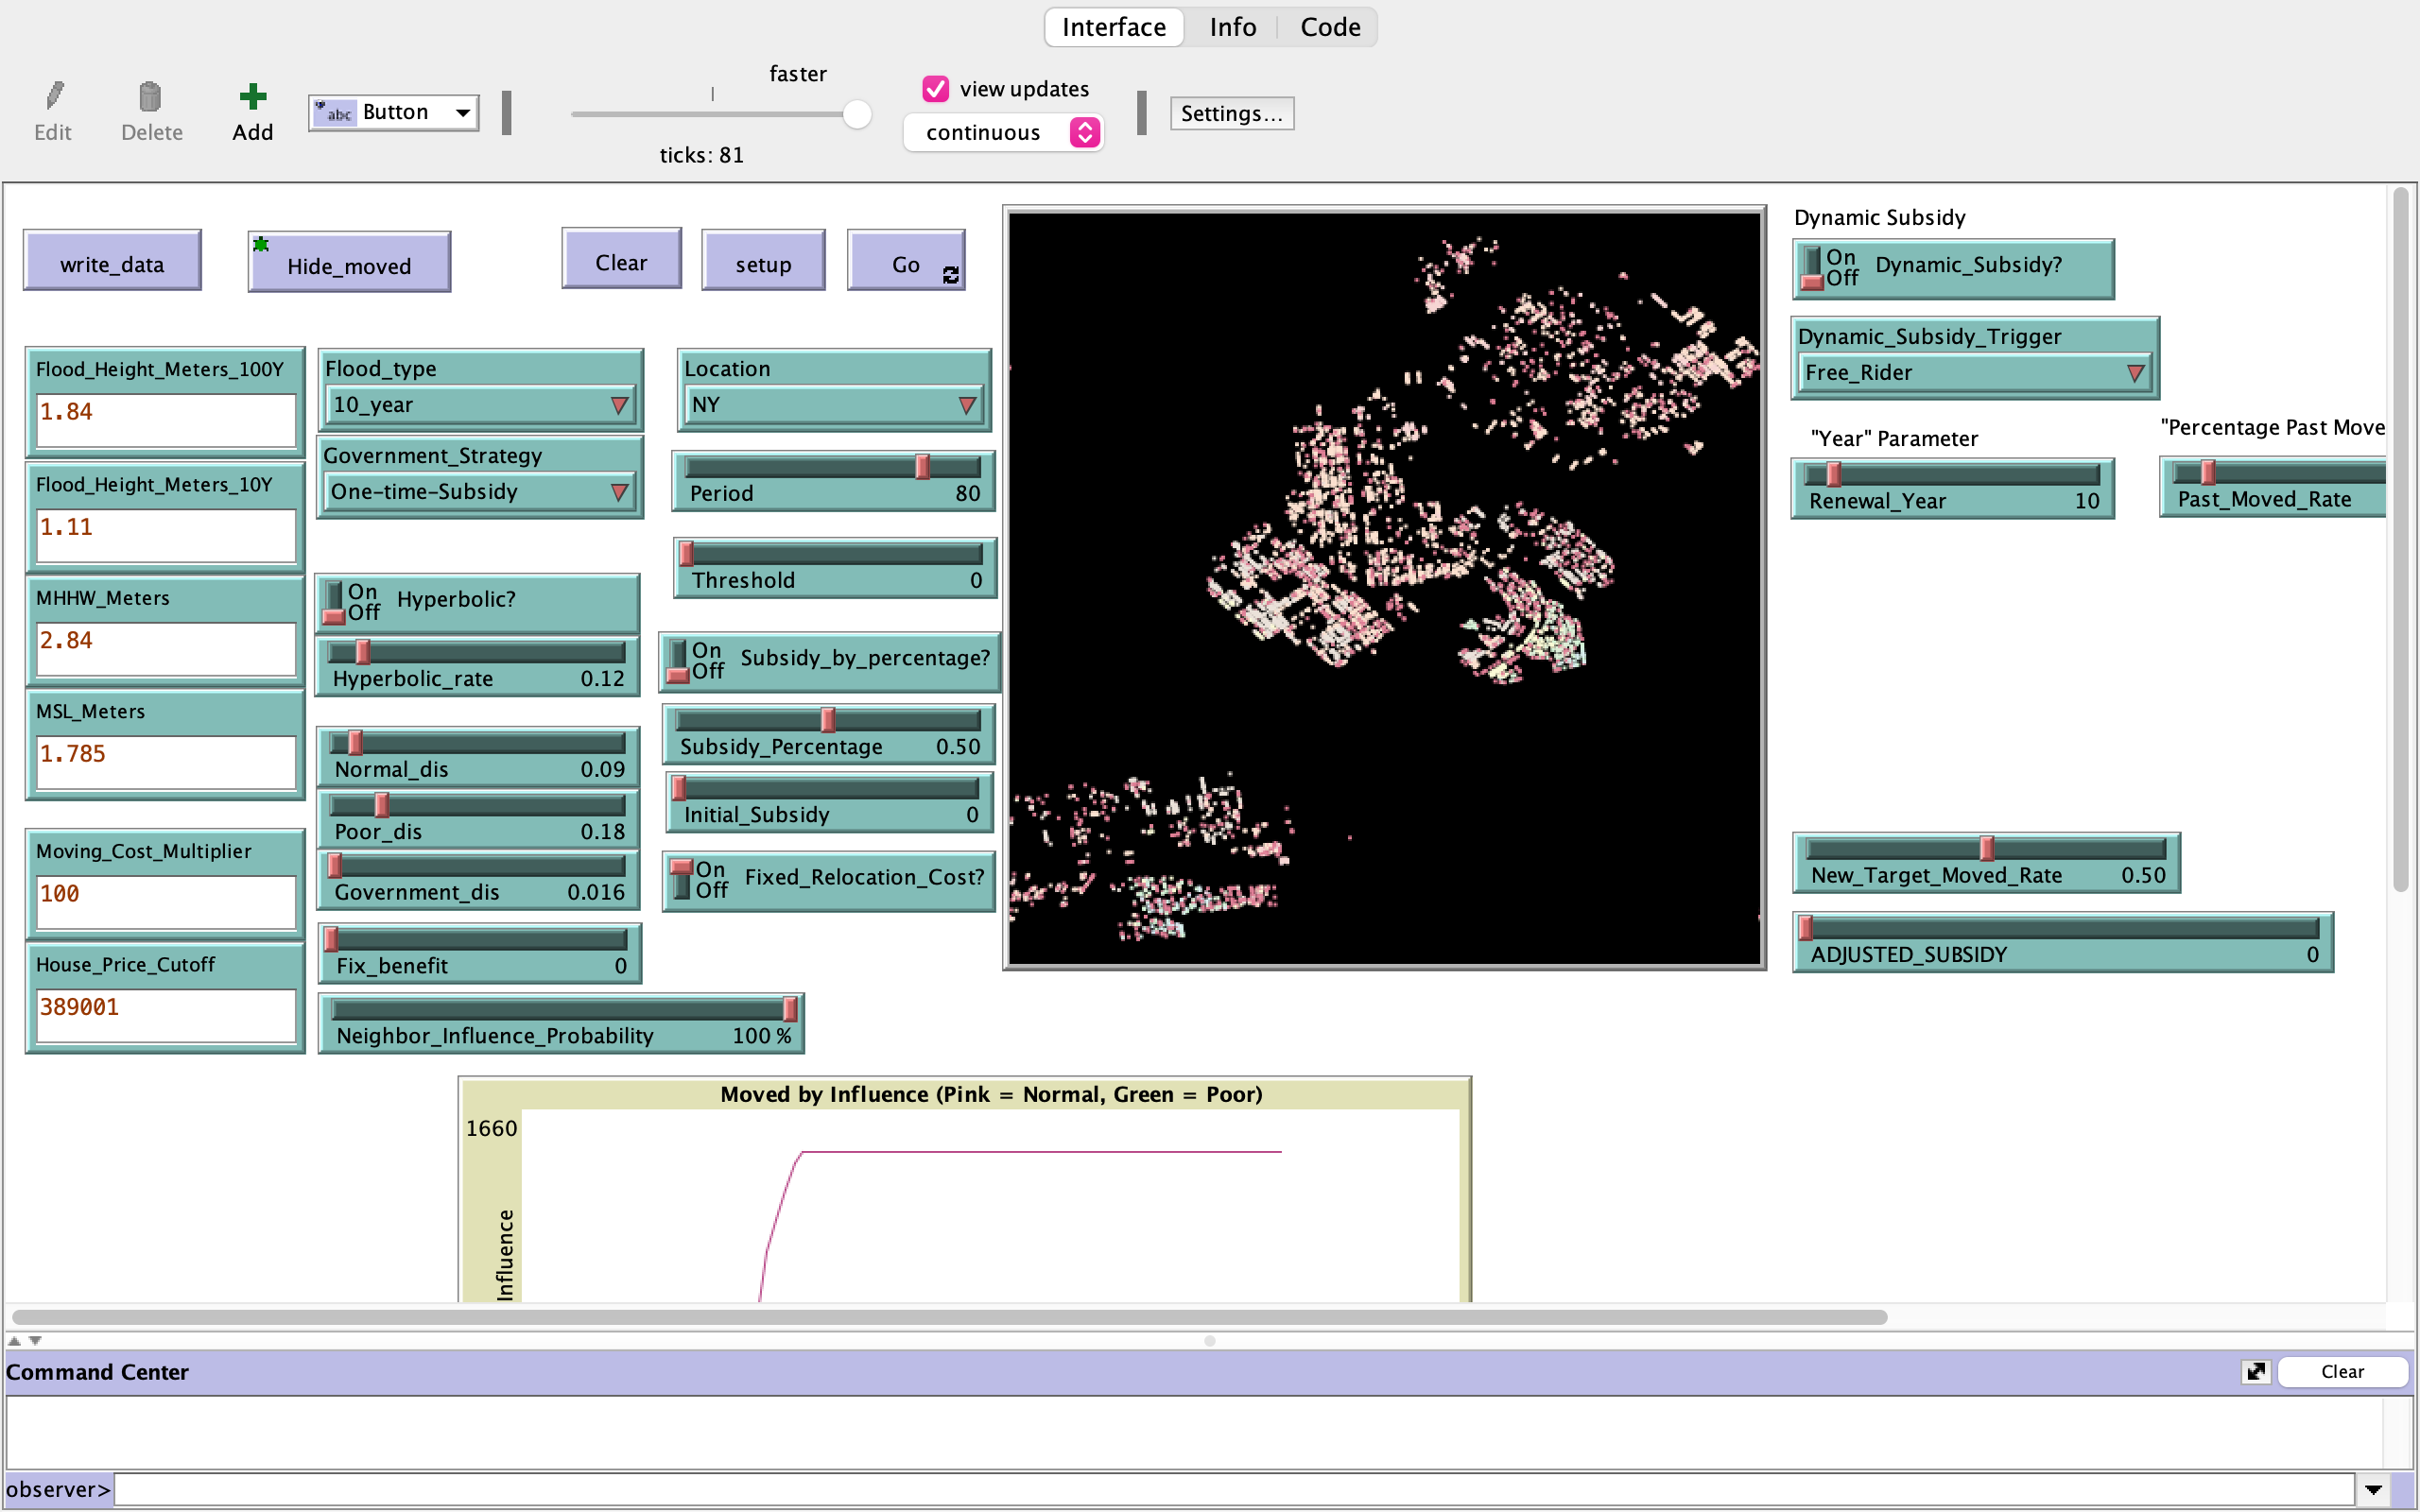 Interface Info Code
Edit Delete Add abc Button
faster
ticks: 81
view updates
continuous
Settings...
write_data
Hide_moved
Clear
setup
Go
Flood_Height_Meters_100Y
1.84
Flood_Height_Meters_10Y
1.11
MHHW_Meters
2.84
MSL_Meters
1.785
Moving_Cost_Multiplier
100
House_Price_Cutoff
389001
Flood_type
10_year
Government_Strategy
One-time-Subsidy
On
Off
Hyperbolic?
Hyperbolic_rate 0.12
Normal_dis 0.09
Poor_dis 0.18
Government_dis 0.016
Fix_benefit 0
Neighbor_Influence_Probability 100 %
Location
NY
Period 80
Threshold 0
On
Off
Subsidy_by_percentage?
Subsidy_Percentage 0.50
Initial_Subsidy 0
On
Off
Fixed_Relocation_Cost?
Dynamic Subsidy
On
Off
Dynamic_Subsidy?
Dynamic_Subsidy_Trigger
Free_Rider
"Year" Parameter
Renewal_Year 10
"Percentage Past Move
Past_Moved_Rate
New_Target_Moved_Rate 0.50
ADJUSTED_SUBSIDY 0
Moved by Influence (Pink = Normal, Green = Poor)
1660
Influence
Command Center
Clear
observer>